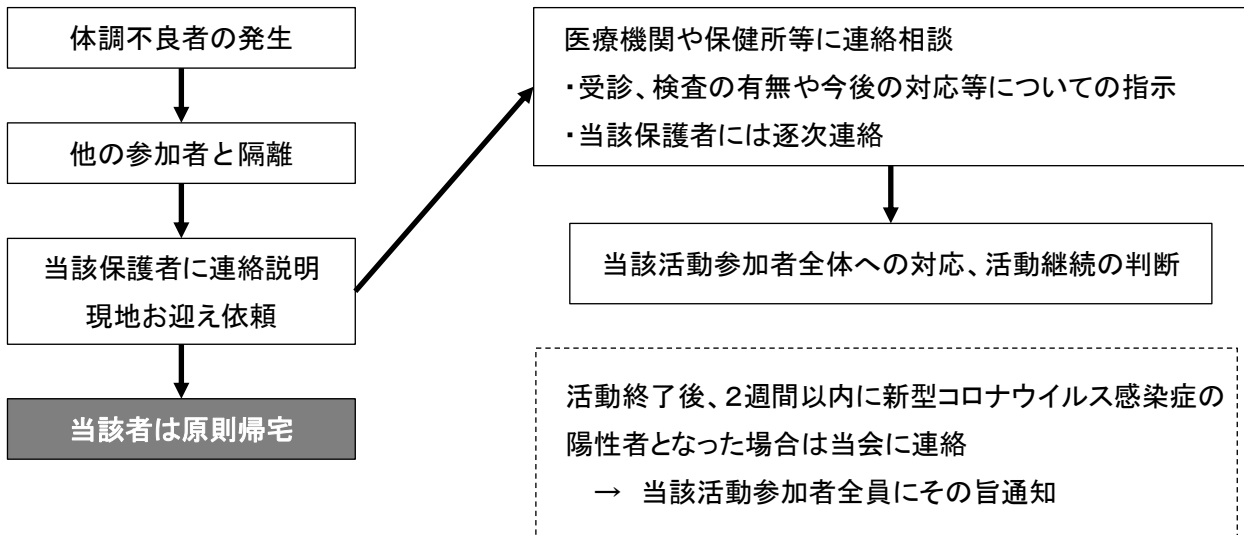 体調不良者の発生
他の参加者と隔離
当該保護者に連絡説明
現地お迎え依頼
当該者は原則帰宅
医療機関や保健所等に連絡相談
・受診、検査の有無や今後の対応等についての指示
・当該保護者には逐次連絡
当該活動参加者全体への対応、活動継続の判断
活動終了後、2週間以内に新型コロナウイルス感染症の
陽性者となった場合は当会に連絡
→ 当該活動参加者全員にその旨通知